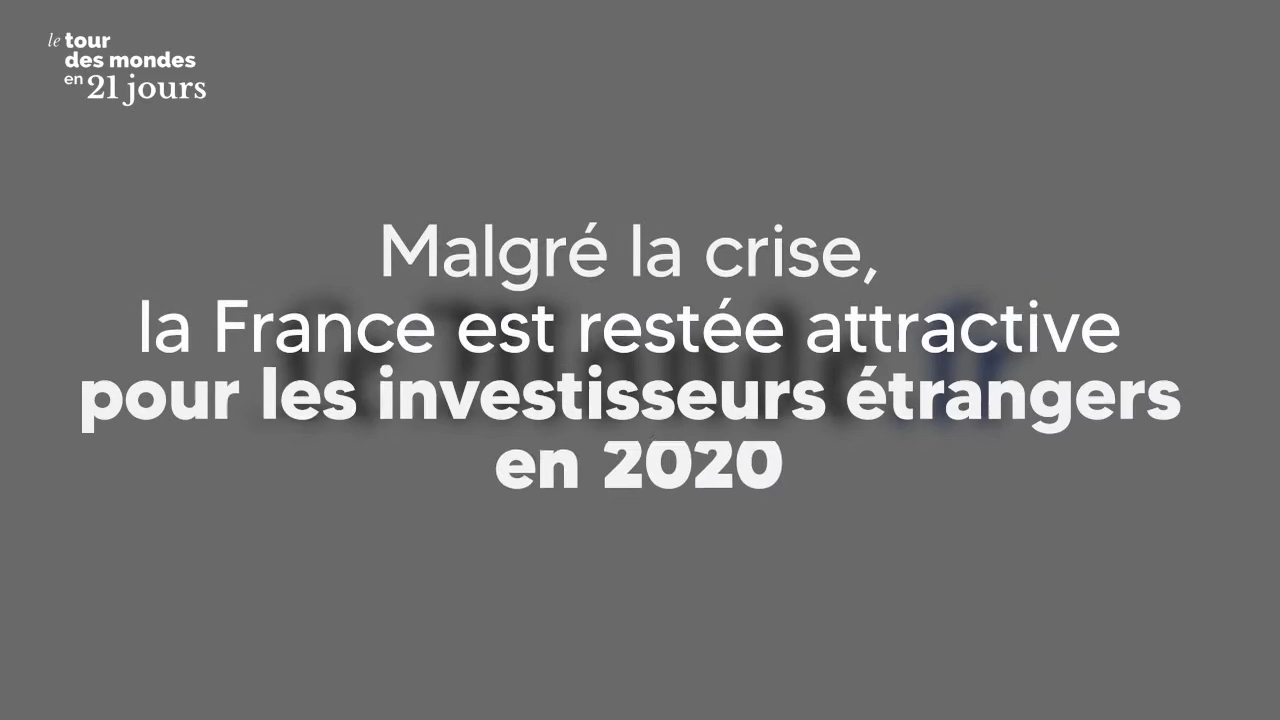 le tour
des mondes
en 21 jours
Malgré la crise,
la France est restée attractive
pour les investisseurs étrangers
en 2020